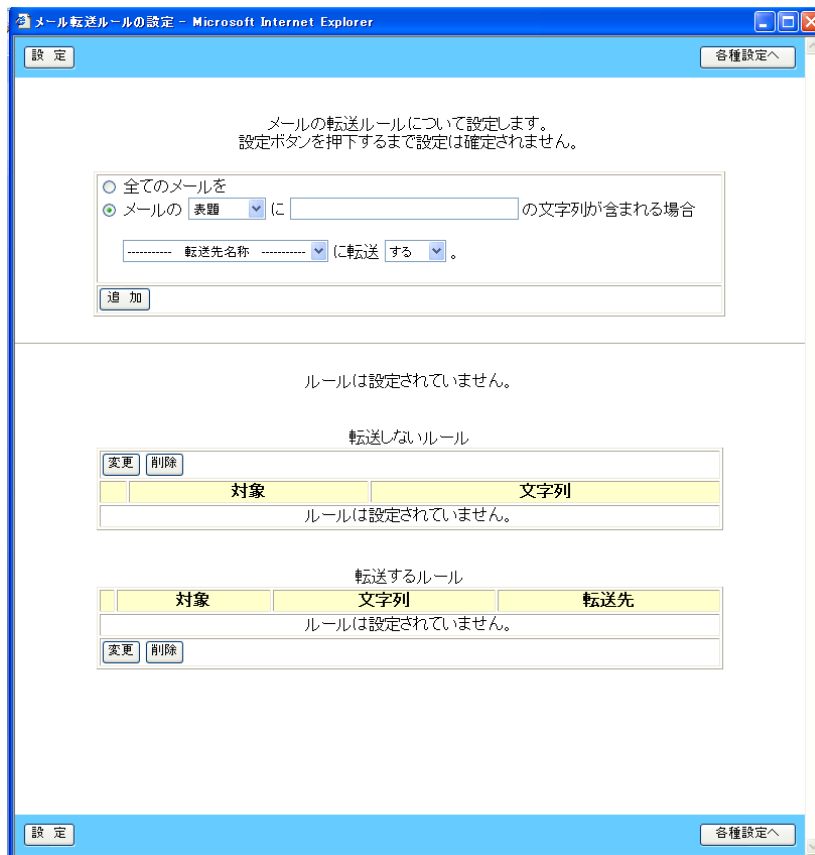 メール転送ルールの設定 - Microsoft Internet Explorer
設 定 各種設定へ
メールの転送ルールについて設定します。
設定ボタンを押下するまで設定は確定されません。
全てのメールを
メールの 表題 に の文字列が含まれる場合
---------- 転送先名称 ---------- に転送 する 。
追 加
ルールは設定されていません。
転送しないルール
変更 削除
対象 文字列
ルールは設定されていません。
転送するルール
対象 文字列 転送先
ルールは設定されていません。
変更 削除
設 定 各種設定へ